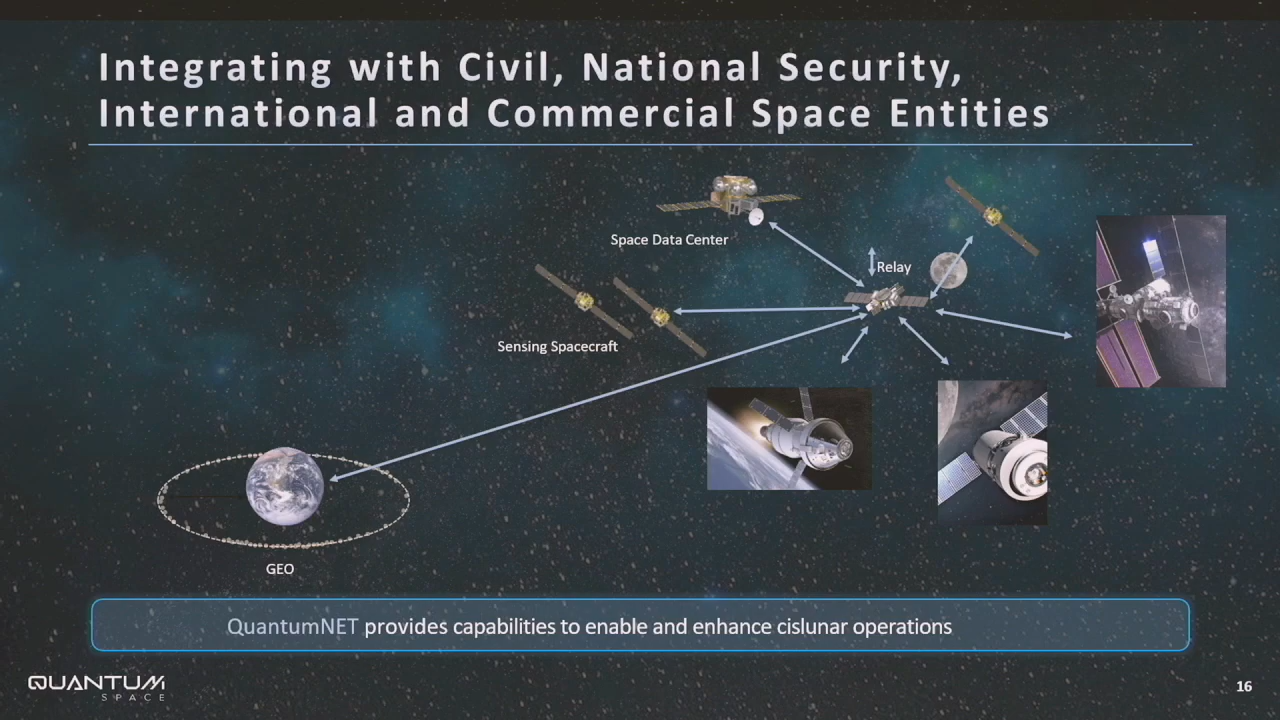 Integrating with Civil, National Security,
International and Commercial Space Entities
Space Data Center
Relay
Sensing Spacecraft
GEO
QuantumNET provides capabilities to enable and enhance cislunar operations
QUANTUM
SPACE
16